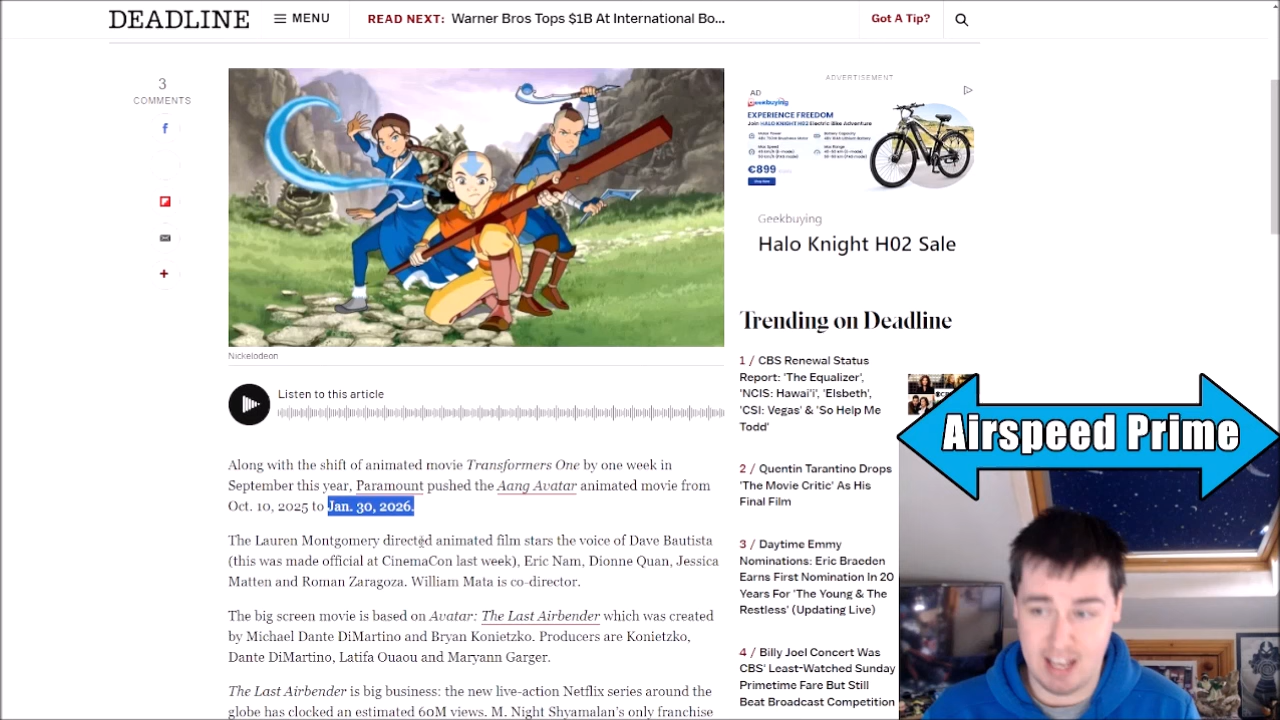 DEADLINE
MENU
READ NEXT: Warner Bros Tops $1B At International Bo...
Got A Tip?
3
COMMENTS
Nickelodeon
Listen to this article
Along with the shift of animated movie Transformers One by one week in
September this year, Paramount pushed the Aang Avatar animated movie from
Oct. 10, 2025 to Jan. 30, 2026.
The Lauren Montgomery directed animated film stars the voice of Dave Bautista
(this was made official at CinemaCon last week), Eric Nam, Dionne Quan, Jessica
Matten and Roman Zaragoza. William Mata is co-director.
The big screen movie is based on Avatar: The Last Airbender which was created
by Michael Dante DiMartino and Bryan Konietzko. Producers are Konietzko,
Dante DiMartino, Latifa Ouaou and Maryann Garger.
The Last Airbender is big business: the new live-action Netflix series around the
globe has clocked an estimated 60M views. M. Night Shyamalan's only franchise
ADVERTISEMENT
AD
geekbuying
EXPERIENCE FREEDOM
Join HALO KNIGHT H02 Electric Bike Adventure
€899
Shop Now
Geekbuying
Halo Knight H02 Sale
Trending on Deadline
1 / CBS Renewal Status
Report: 'The Equalizer',
'NCIS: Hawai'i', 'Elsbeth',
'CSI: Vegas' & 'So Help Me
Todd'
2 / Quentin Tarantino Drops
'The Movie Critic' As His
Final Film
3 / Daytime Emmy
Nominations: Eric Braeden
Earns First Nomination In 20
Years For 'The Young & The
Restless' (Updating Live)
4 / Billy Joel Concert Was
CBS' Least-Watched Sunday
Primetime Fare But Still
Beat Broadcast Competition
Airspeed Prime